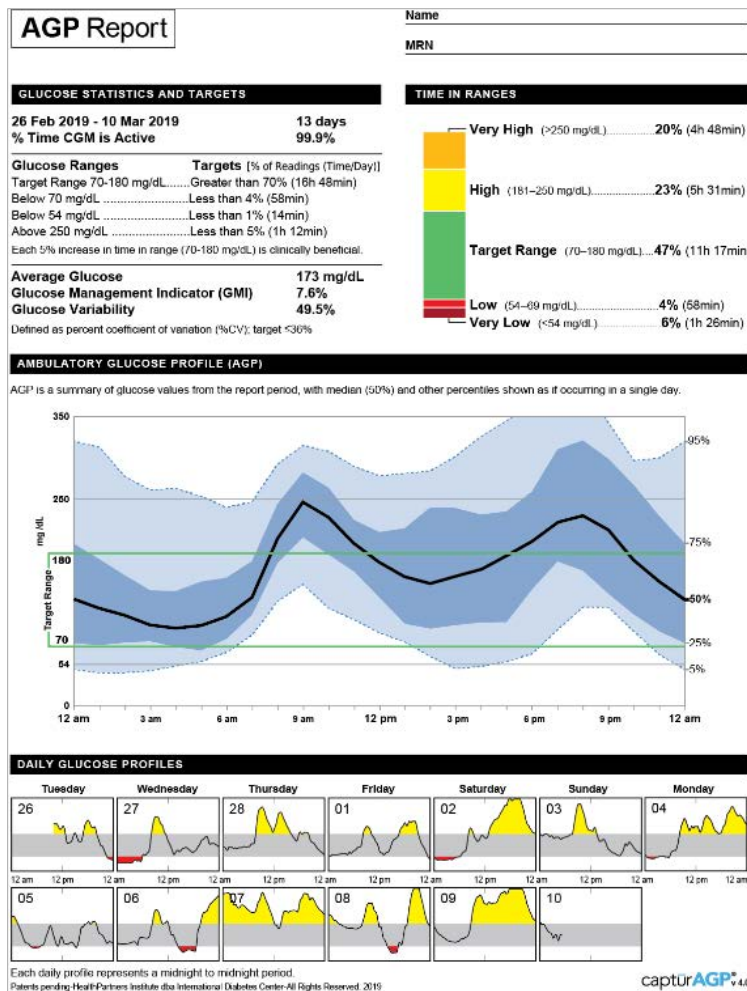 AGP Report
Name
MRN
GLUCOSE STATISTICS AND TARGETS
26 Feb 2019 - 10 Mar 2019 13 days
% Time CGM is Active 99.9%
Glucose Ranges Targets [% of Readings (Time/Day)]
Target Range 70-180 mg/dL......Greater than 70% (16h 48min)
Below 70 mg/dL ......................Less than 4% (58min)
Below 54 mg/dL ......................Less than 1% (14min)
Above 250 mg/dL ...................Less than 5% (1h 12min)
Each 5% increase in time in range (70-180 mg/dL) is clinically beneficial.
Average Glucose 173 mg/dL
Glucose Management Indicator (GMI) 7.6%
Glucose Variability 49.5%
Defined as percent coefficient of variation (%CV); target ≤36%
TIME IN RANGES
Very High (>250 mg/dL)..............20% (4h 48min)
High (181–250 mg/dL)................23% (5h 31min)
Target Range (70–180 mg/dL)....47% (11h 17min
Low (54–69 mg/dL)....................4% (58min)
Very Low (<54 mg/dL)................6% (1h 26min)
AMBULATORY GLUCOSE PROFILE (AGP)
AGP is a summary of glucose values from the report period, with median (50%) and other percentiles shown as if occurring in a single day.
350
95%
mg/dL
180
75%
Target Range
50%
70
25%
54
5%
0
12 am 3 am 6 am 9 am 12 pm 3 pm 6 pm 9 pm 12 am
DAILY GLUCOSE PROFILES
Tuesday Wednesday Thursday Friday Saturday Sunday Monday
26 27 28 01 02 03 04
12 am 12 pm 12 am 12 pm 12 am 12 pm 12 am 12 pm 12 am 12 pm 12 am 12 pm 12 am 12 pm 12 a
05 06 07 08 09 10
Each daily profile represents a midnight to midnight period.
Patents pending-HealthPartners Institute dba International Diabetes Center-All Rights Reserved. 2019
captūrAGP v 4.0